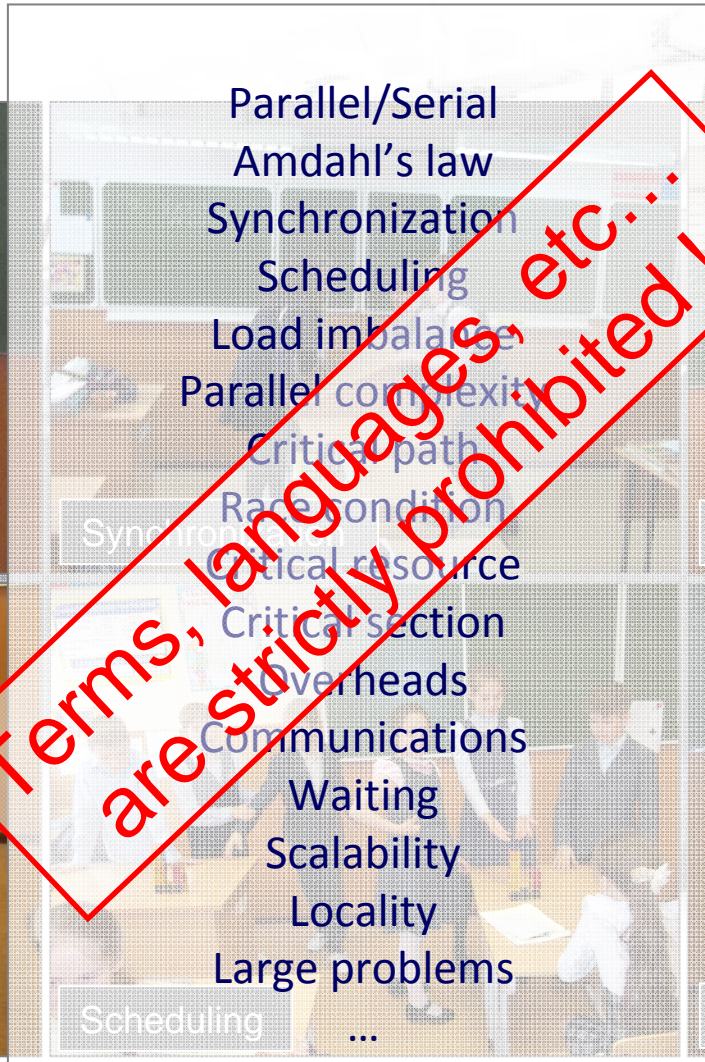 Parallel/Serial
Amdahl’s law
Synchronization
Scheduling
Load imbalance
Parallel complexity
Critical path
Race condition
Critical resource
Critical section
Overheads
Communications
Waiting
Scalability
Locality
Large problems
...
Terms, languages, etc...
are strictly prohibited !
Synchronization
Scheduling